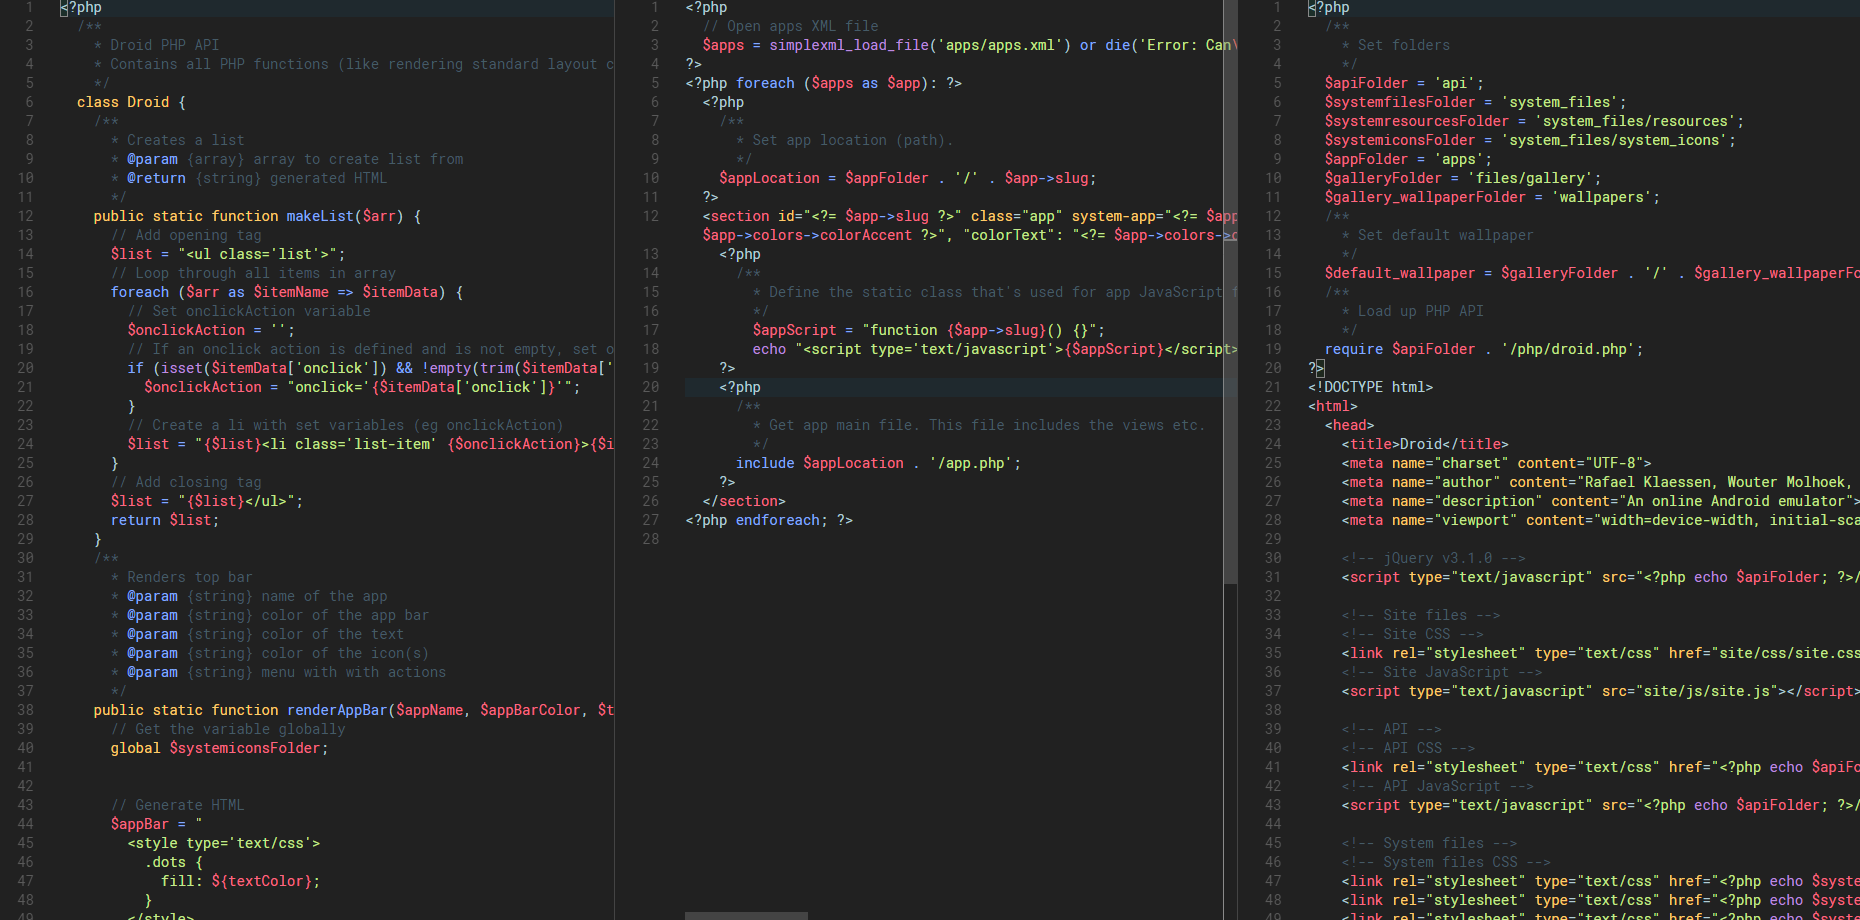 1 <?php
2 /**
3 * Droid PHP API
4 * Contains all PHP functions (like rendering standard layout c
5 */
6 class Droid {
7 /**
8 * Creates a list
9 * @param {array} array to create list from
10 * @return {string} generated HTML
11 */
12 public static function makeList($arr) {
13 // Add opening tag
14 $list = "<ul class='list'>";
15 // Loop through all items in array
16 foreach ($arr as $itemName => $itemData) {
17 // Set onclickAction variable
18 $onclickAction = '';
19 // If an onclick action is defined and is not empty, set o
20 if (isset($itemData['onclick']) && !empty(trim($itemData['
21 $onclickAction = "onclick='{$itemData['onclick']}'";
22 }
23 // Create a li with set variables (eg onclickAction)
24 $list = "{$list}<li class='list-item' {$onclickAction}>{$i
25 }
26 // Add closing tag
27 $list = "{$list}</ul>";
28 return $list;
29 }
30 /**
31 * Renders top bar
32 * @param {string} name of the app
33 * @param {string} color of the app bar
34 * @param {string} color of the text
35 * @param {string} color of the icon(s)
36 * @param {string} menu with with actions
37 */
38 public static function renderAppBar($appName, $appBarColor, $t
39 // Get the variable globally
40 global $systemiconsFolder;
41
42
43 // Generate HTML
44 $appBar = "
45 <style type='text/css'>
46 .dots {
47 fill: ${textColor};
48 }
49 </style>
1 <?php
2 // Open apps XML file
3 $apps = simplexml_load_file('apps/apps.xml') or die('Error: Can\
4 ?>
5 <?php foreach ($apps as $app): ?>
6 <?php
7 /**
8 * Set app location (path).
9 */
10 $appLocation = $appFolder . '/' . $app->slug;
11 ?>
12 <section id="<?= $app->slug ?>" class="app" system-app="<?= $app
$app->colors->colorAccent ?>", "colorText": "<?= $app->colors->c
13 <?php
14 /**
15 * Define the static class that's used for app JavaScript f
16 */
17 $appScript = "function {$app->slug}() {}";
18 echo "<script type='text/javascript'>{$appScript}</script>
19 ?>
20 <?php
21 /**
22 * Get app main file. This file includes the views etc.
23 */
24 include $appLocation . '/app.php';
25 ?>
26 </section>
27 <?php endforeach; ?>
28
1 <?php
2 /**
3 * Set folders
4 */
5 $apiFolder = 'api';
6 $systemfilesFolder = 'system_files';
7 $systemresourcesFolder = 'system_files/resources';
8 $systemiconsFolder = 'system_files/system_icons';
9 $appFolder = 'apps';
10 $galleryFolder = 'files/gallery';
11 $gallery_wallpaperFolder = 'wallpapers';
12 /**
13 * Set default wallpaper
14 */
15 $default_wallpaper = $galleryFolder . '/' . $gallery_wallpaperFo
16 /**
17 * Load up PHP API
18 */
19 require $apiFolder . '/php/droid.php';
20 ?>
21 <!DOCTYPE html>
22 <html>
23 <head>
24 <title>Droid</title>
25 <meta name="charset" content="UTF-8">
26 <meta name="author" content="Rafael Klaessen, Wouter Molhoek,
27 <meta name="description" content="An online Android emulator">
28 <meta name="viewport" content="width=device-width, initial-sca
29
30 <!-- jQuery v3.1.0 -->
31 <script type="text/javascript" src="<?php echo $apiFolder; ?>/
32
33 <!-- Site files -->
34 <!-- Site CSS -->
35 <link rel="stylesheet" type="text/css" href="site/css/site.css
36 <!-- Site JavaScript -->
37 <script type="text/javascript" src="site/js/site.js"></script>
38
39 <!-- API -->
40 <!-- API CSS -->
41 <link rel="stylesheet" type="text/css" href="<?php echo $apiFo
42 <!-- API JavaScript -->
43 <script type="text/javascript" src="<?php echo $apiFolder; ?>/
44
45 <!-- System files -->
46 <!-- System files CSS -->
47 <link rel="stylesheet" type="text/css" href="<?php echo $syste
48 <link rel="stylesheet" type="text/css" href="<?php echo $syste
49 <link rel="stylesheet" type="text/css" href="<?php echo $syste